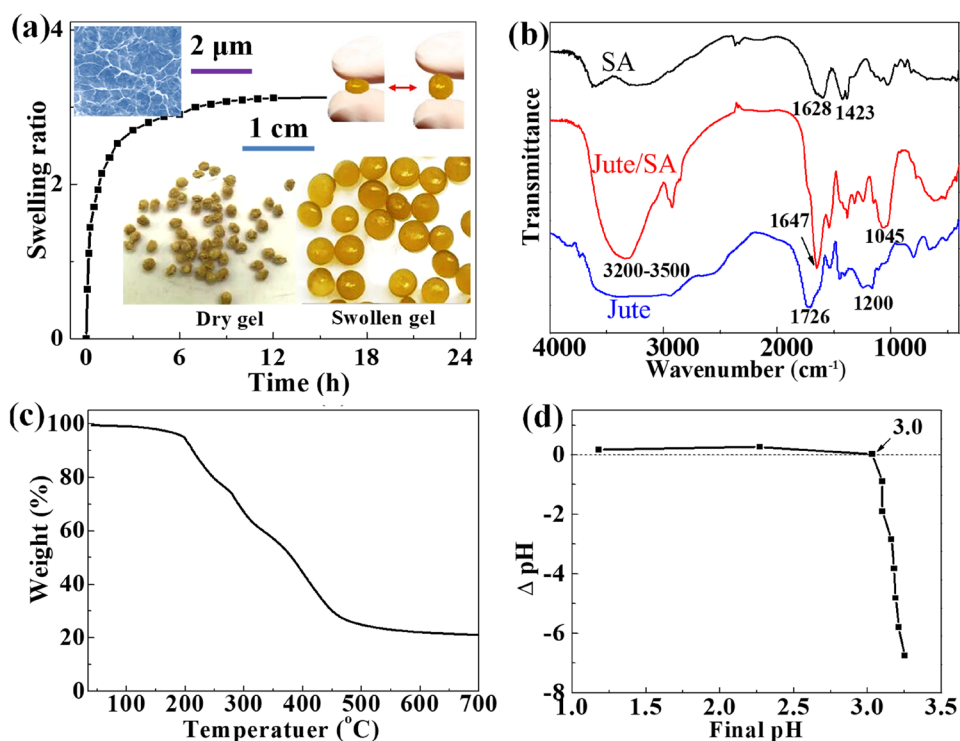 (a)
4
2
0
Swelling ratio
2 μm
1 cm
Dry gel
Swollen gel
0 6 12 18 24
Time (h)
(b)
Transmittance
SA
1628
1423
Jute/SA
1647
1045
3200-3500
Jute
1726
1200
4000 3000 2000 1000
Wavenumber (cm⁻¹)
(c)
100
80
60
40
20
0
Weight (%)
100 200 300 400 500 600 700
Temperatuer (°C)
(d)
3.0
0
-2
-4
-6
-8
Δ pH
1.0 1.5 2.0 2.5 3.0 3.5
Final pH